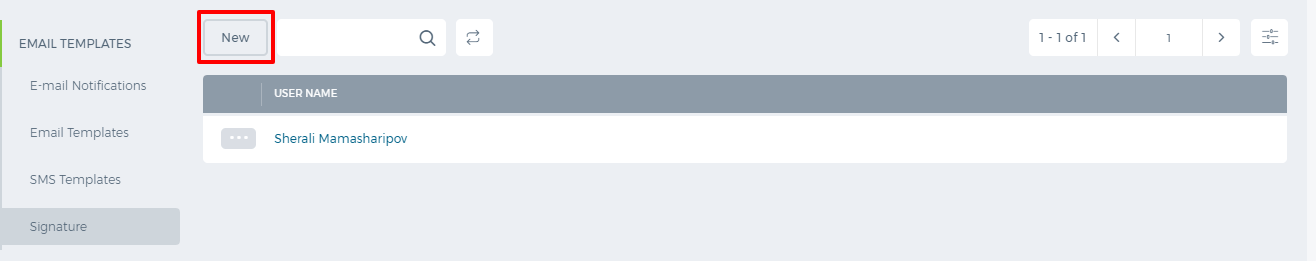 EMAIL TEMPLATES
E-mail Notifications
Email Templates
SMS Templates
Signature
New
1 - 1 of 1
1
USER NAME
Sherali Mamasharipov